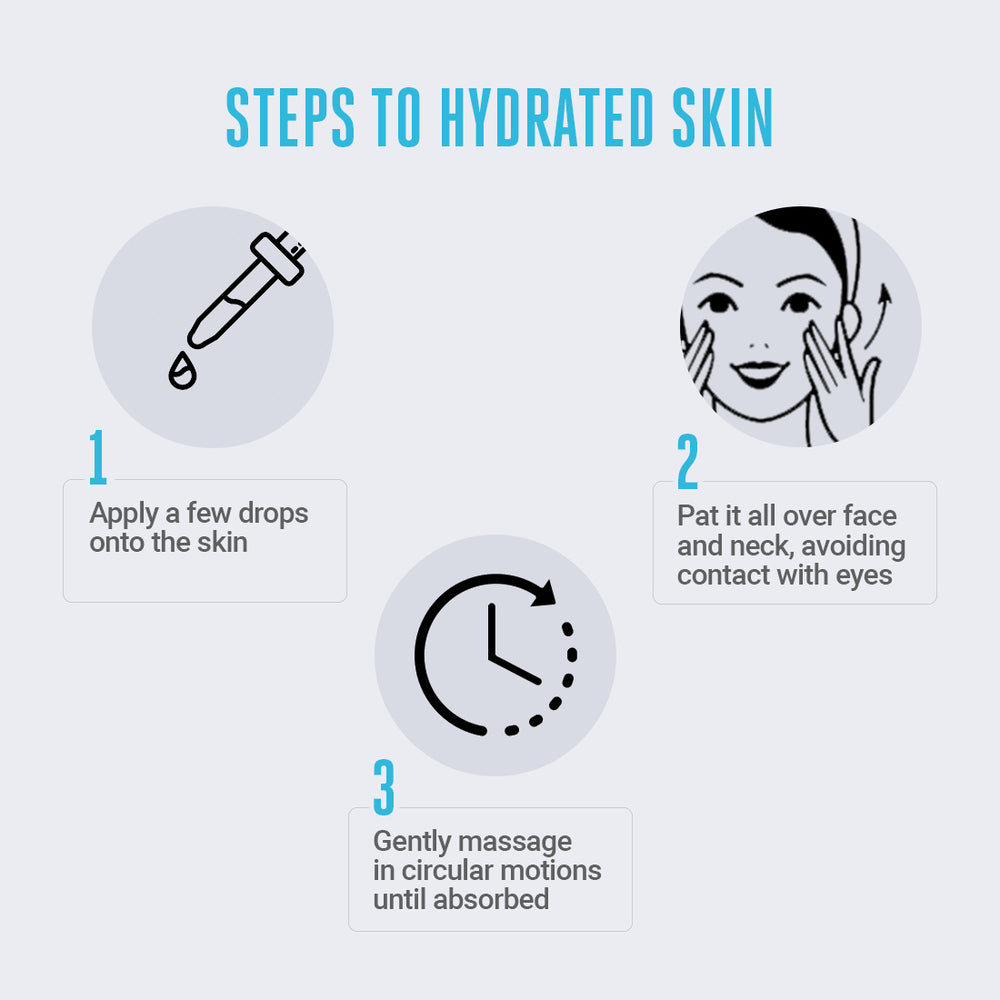 STEPS TO HYDRATED SKIN
1
Apply a few drops
onto the skin
2
Pat it all over face
and neck, avoiding
contact with eyes
3
Gently massage
in circular motions
until absorbed